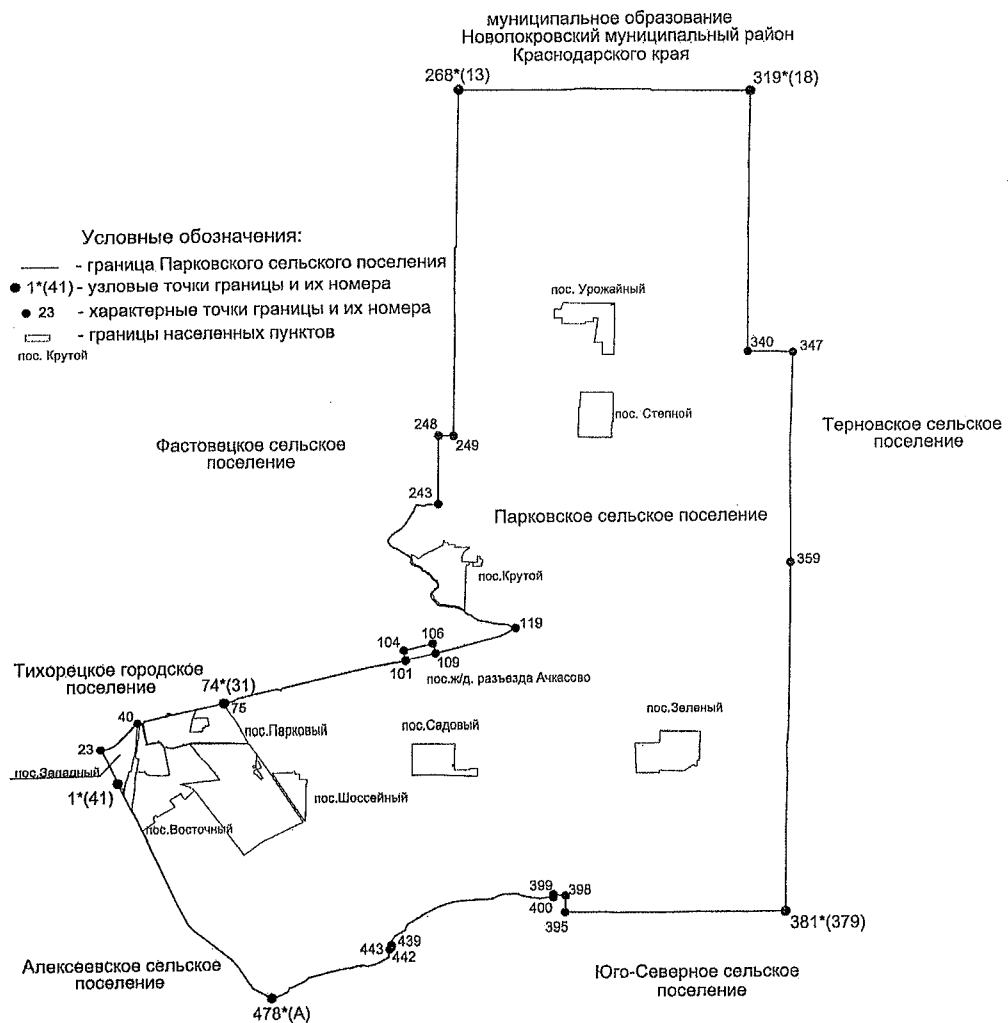 муниципальное образование
Новопокровский муниципальный район
Краснодарского края
268*(13)
319*(18)
Условные обозначения:
- граница Парковского сельского поселения
1*(41) - узловые точки границы и их номера
23 - характерные точки границы и их номера
- границы населенных пунктов
пос. Крутой
пос. Урожайный
340
347
пос. Степной
Терновское сельское
поселение
248
249
Фастовецкое сельское
поселение
243
Парковское сельское поселение
359
пос.Крутой
119
104
106
101
109
пос.ж/д. разъезда Ачкасово
Тихорецкое городское
поселение
74*(31)
75
40
пос.Парковый
пос.Садовый
пос.Зеленый
23
пос.Западный
1*(41)
пос.Шоссейный
пос.Восточный
399
398
400
395
381*(379)
439
443
442
Алексеевское сельское
поселение
Юго-Северное сельское
поселение
478*(А)